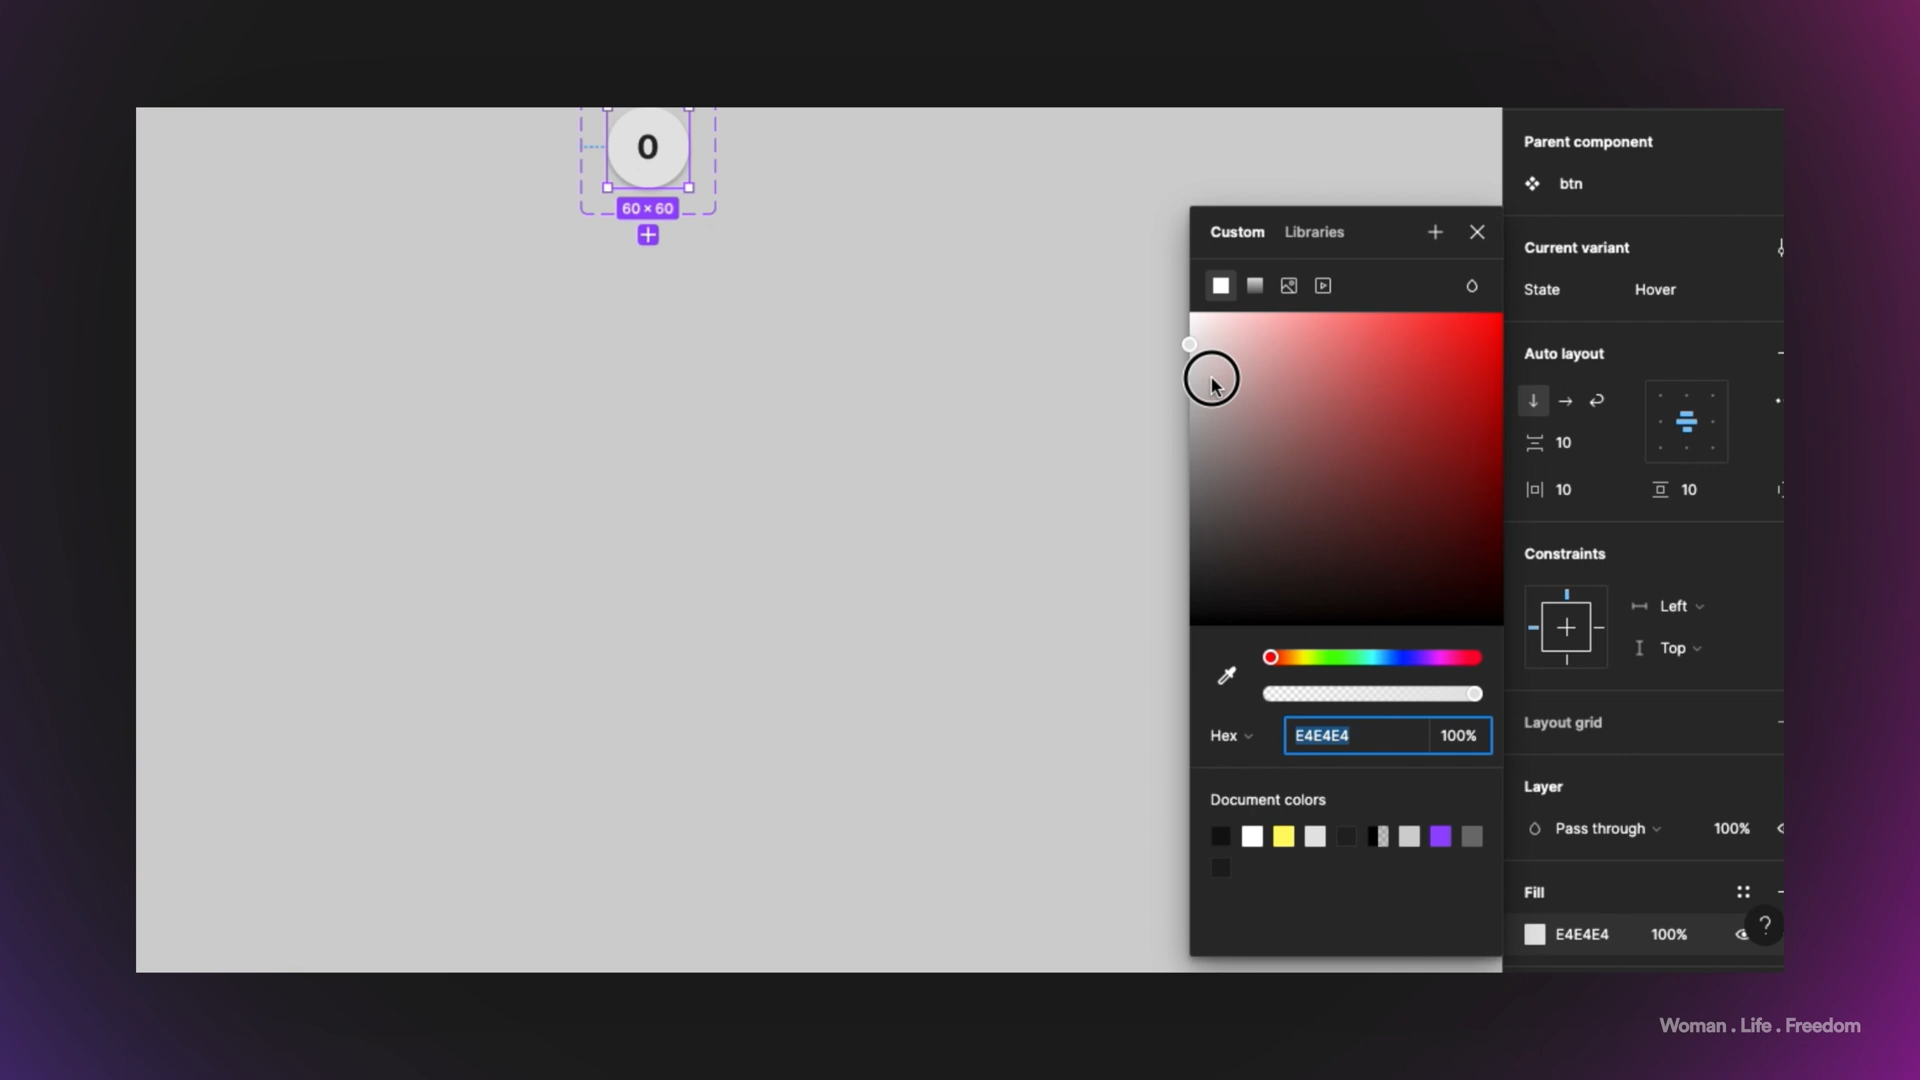 0
60 × 60
Custom Libraries
Hex E4E4E4 100%
Document colors
Parent component
btn
Current variant
State Hover
Auto layout
10
10 10
Constraints
Left
Top
Layout grid
Layer
Pass through 100%
Fill
E4E4E4 100%
?
Woman . Life . Freedom